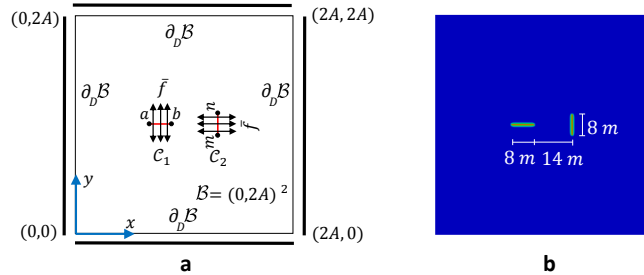 (0,2A)
∂_D ℬ
(2A, 2A)
∂_D ℬ
f̄
∂_D ℬ
a
b
n
m
f̄
𝒞₁
𝒞₂
8 m
8 m
14 m
y
x
ℬ = (0,2A) ²
∂_D ℬ
(0,0)
(2A, 0)
a
b